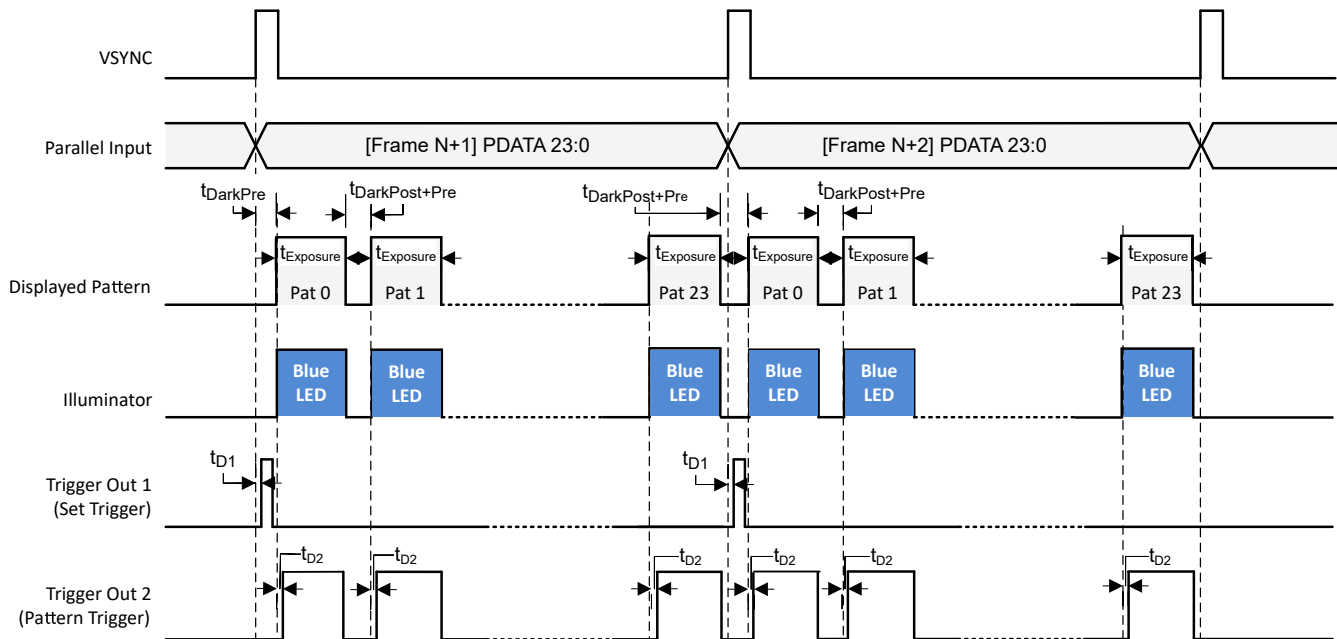 VSYNC
Parallel Input
[Frame N+1] PDATA 23:0
[Frame N+2] PDATA 23:0
tDarkPre
tDarkPost+Pre
tDarkPost+Pre
tDarkPost+Pre
Displayed Pattern
tExposure
tExposure
tExposure
tExposure
tExposure
tExposure
Pat 0
Pat 1
Pat 23
Pat 0
Pat 1
Pat 23
Illuminator
Blue LED
Blue LED
Blue LED
Blue LED
Blue LED
Blue LED
tD1
tD1
Trigger Out 1
(Set Trigger)
tD2
tD2
tD2
tD2
tD2
tD2
Trigger Out 2
(Pattern Trigger)